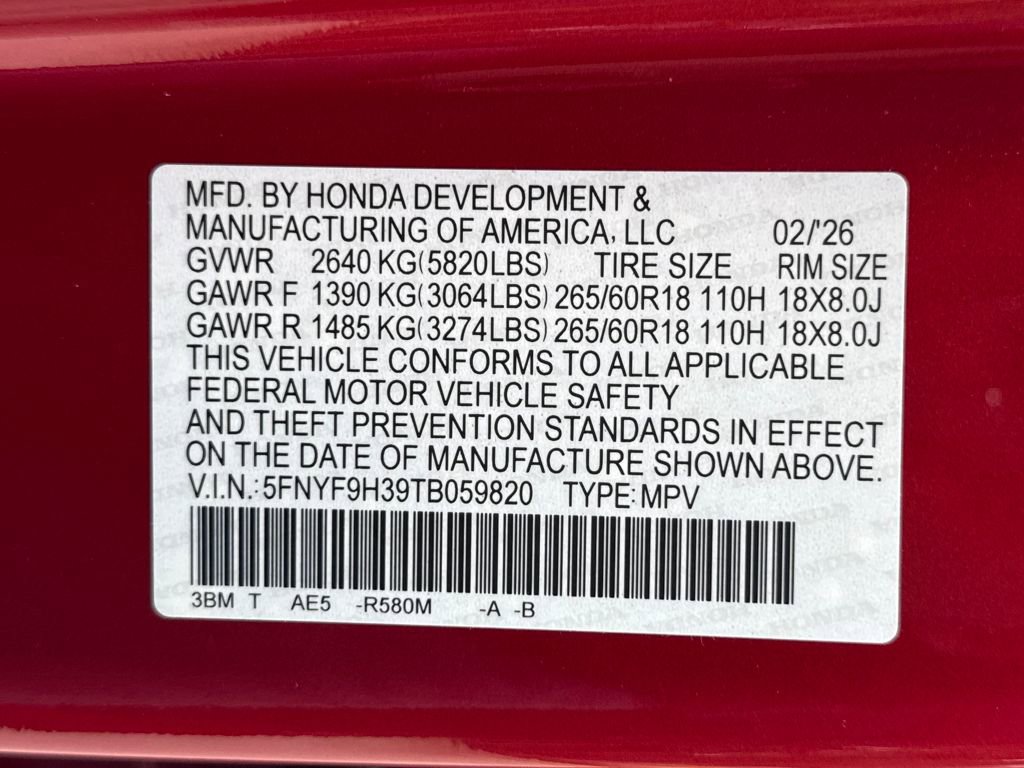 MFD. BY HONDA DEVELOPMENT &
MANUFACTURING OF AMERICA, LLC 02/'26
GVWR 2640 KG(5820LBS) TIRE SIZE RIM SIZE
GAWR F 1390 KG(3064LBS) 265/60R18 110H 18X8.0J
GAWR R 1485 KG(3274LBS) 265/60R18 110H 18X8.0J
THIS VEHICLE CONFORMS TO ALL APPLICABLE
FEDERAL MOTOR VEHICLE SAFETY
AND THEFT PREVENTION STANDARDS IN EFFECT
ON THE DATE OF MANUFACTURE SHOWN ABOVE.
V.I.N.: 5FNYF9H39TB059820 TYPE: MPV
3BM T AE5 -R580M -A -B